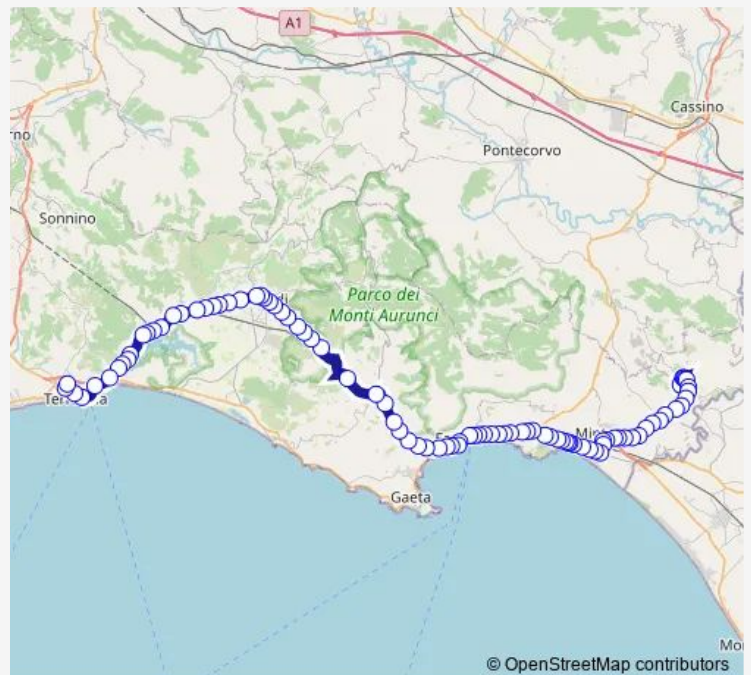 A1
Cassino
Pontecorvo
Sonnino
Parco dei
Monti Aurunci
Gaeta
© OpenStreetMap contributors